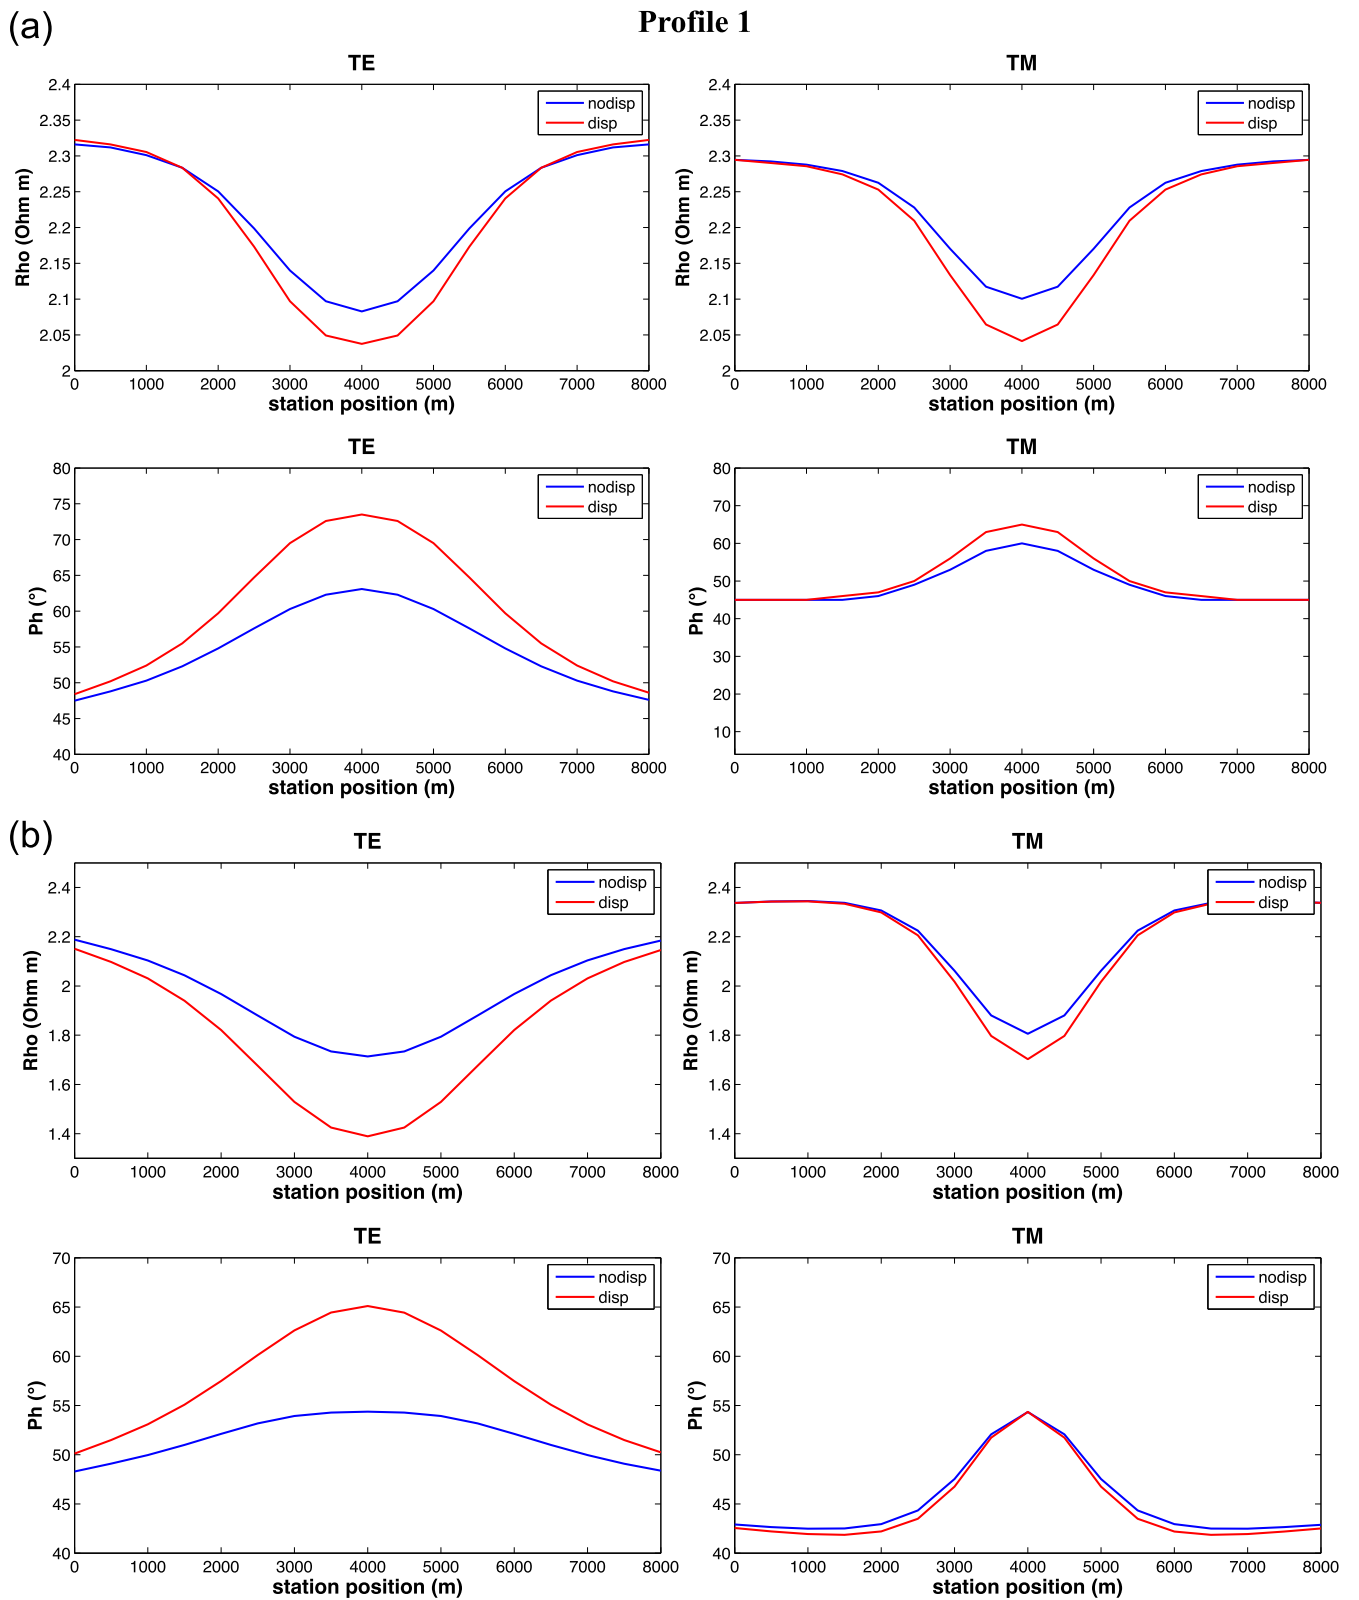 (a)
Profile 1
TE
2.4
2.35
2.3
2.25
2.2
2.15
2.1
2.05
2
Rho (Ohm m)
nodisp
disp
0 1000 2000 3000 4000 5000 6000 7000 8000
station position (m)
TM
2.4
2.35
2.3
2.25
2.2
2.15
2.1
2.05
2
Rho (Ohm m)
nodisp
disp
0 1000 2000 3000 4000 5000 6000 7000 8000
station position (m)
TE
80
75
70
65
60
55
50
45
40
Ph (°)
nodisp
disp
0 1000 2000 3000 4000 5000 6000 7000 8000
station position (m)
TM
80
70
60
50
40
30
20
10
Ph (°)
nodisp
disp
0 1000 2000 3000 4000 5000 6000 7000 8000
station position (m)
(b)
TE
2.4
2.2
2
1.8
1.6
1.4
Rho (Ohm m)
nodisp
disp
0 1000 2000 3000 4000 5000 6000 7000 8000
station position (m)
TM
2.4
2.2
2
1.8
1.6
1.4
Rho (Ohm m)
nodisp
disp
0 1000 2000 3000 4000 5000 6000 7000 8000
station position (m)
TE
70
65
60
55
50
45
40
Ph (°)
nodisp
disp
0 1000 2000 3000 4000 5000 6000 7000 8000
station position (m)
TM
70
65
60
55
50
45
40
Ph (°)
nodisp
disp
0 1000 2000 3000 4000 5000 6000 7000 8000
station position (m)